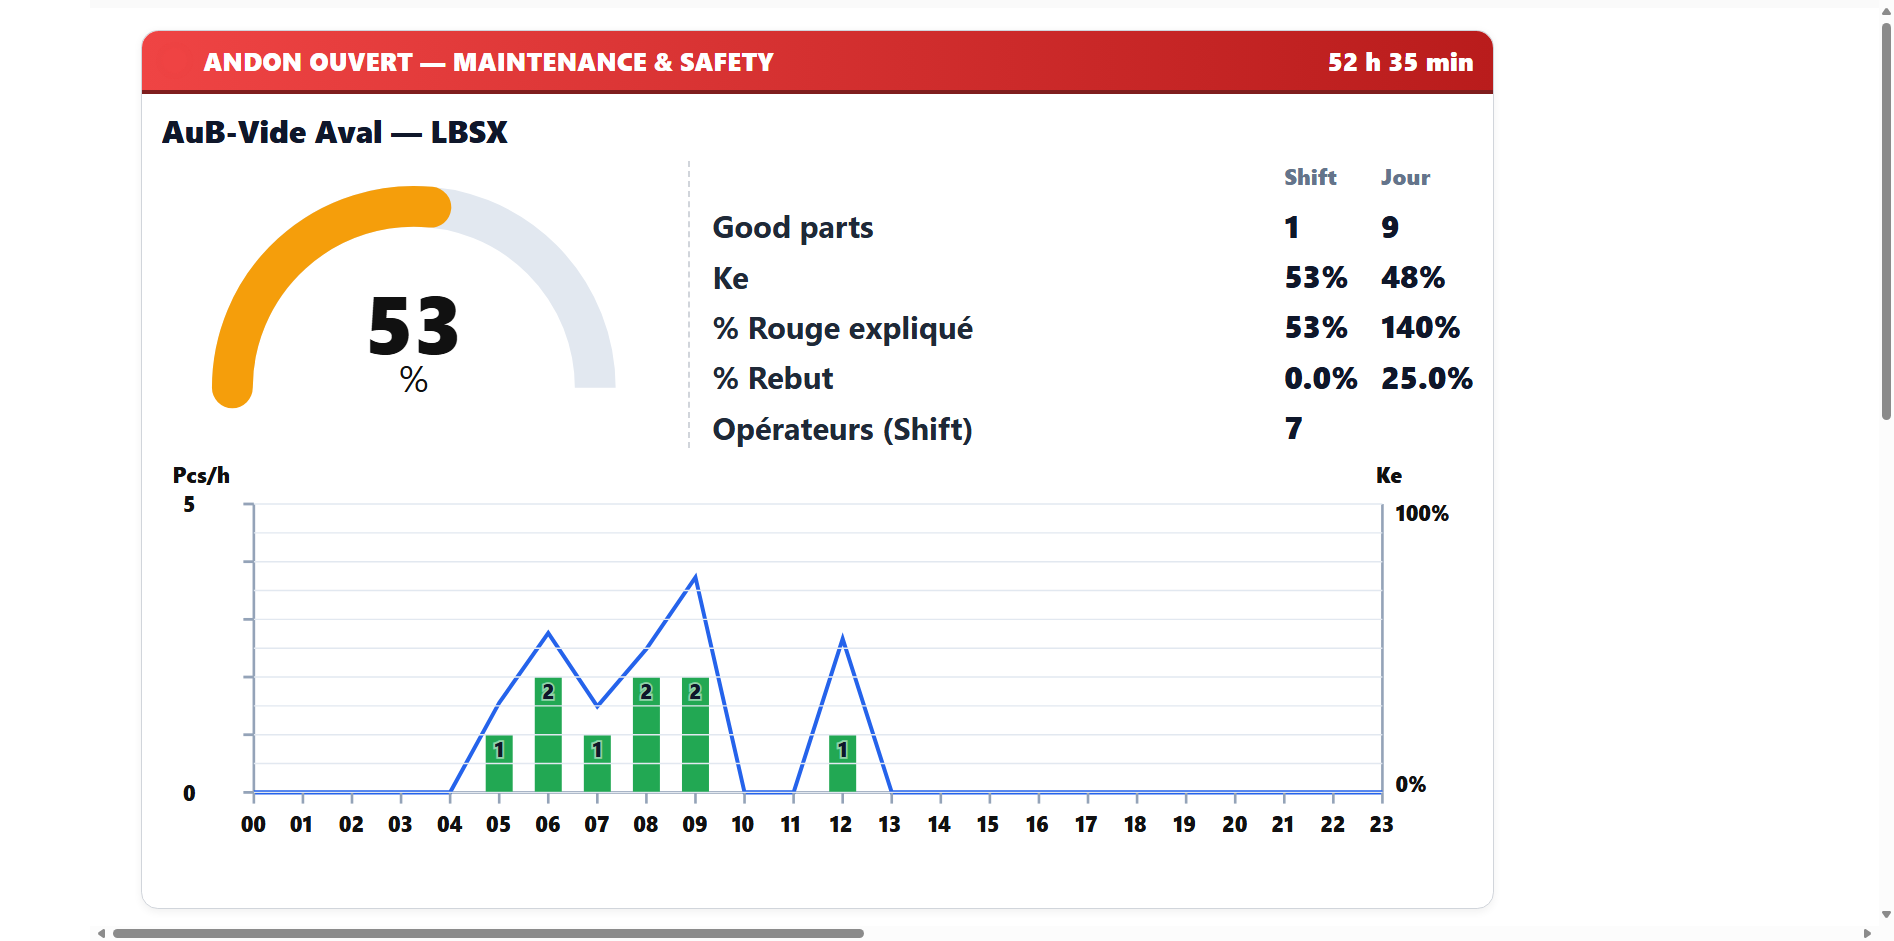 ANDON OUVERT — MAINTENANCE & SAFETY 52 h 35 min
AuB-Vide Aval — LBSX
53
%
Shift Jour
Good parts 1 9
Ke 53% 48%
% Rouge expliqué 53% 140%
% Rebut 0.0% 25.0%
Opérateurs (Shift) 7
Pcs/h Ke
5 100%
2 2 2
1 1 1
0 0%
00 01 02 03 04 05 06 07 08 09 10 11 12 13 14 15 16 17 18 19 20 21 22 23